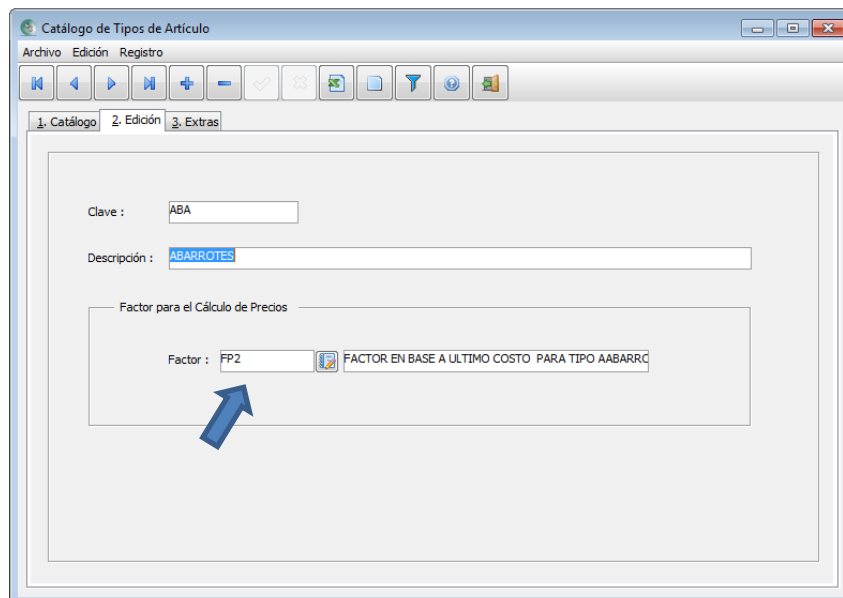 Catálogo de Tipos de Artículo
Archivo Edición Registro
1. Catálogo 2. Edición 3. Extras
Clave : ABA
Descripción : ABARROTES
Factor para el Cálculo de Precios
Factor : FP2 FACTOR EN BASE A ULTIMO COSTO PARA TIPO AABARRO